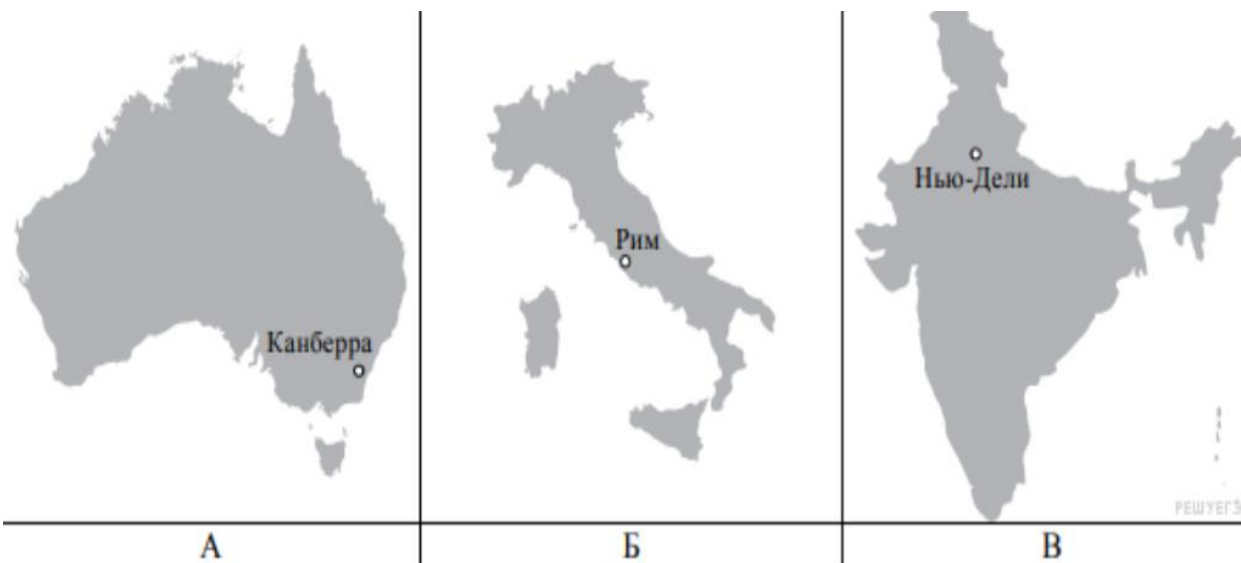 Канберра
Рим
Нью-Дели
РЕШУЕГЭ
А
Б
В